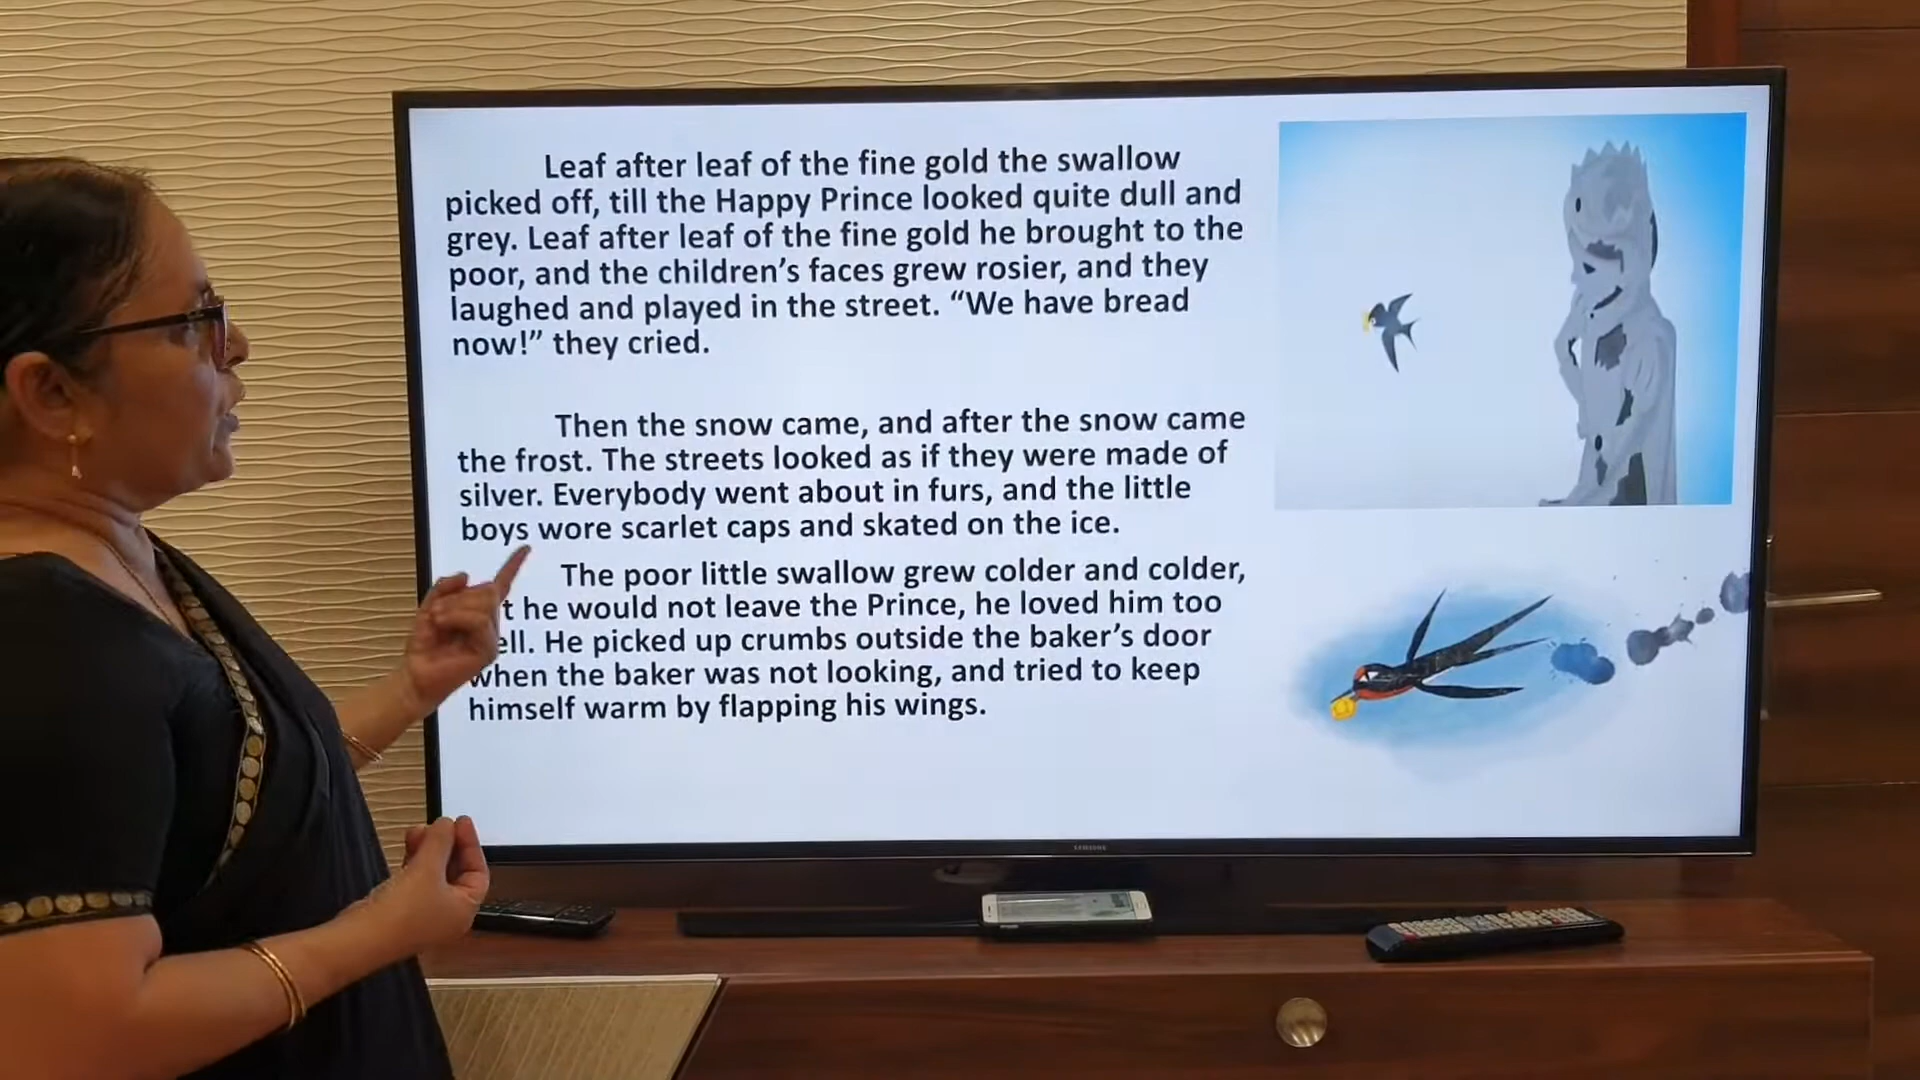 Leaf after leaf of the fine gold the swallow
picked off, till the Happy Prince looked quite dull and
grey. Leaf after leaf of the fine gold he brought to the
poor, and the children’s faces grew rosier, and they
laughed and played in the street. “We have bread
now!” they cried.
Then the snow came, and after the snow came
the frost. The streets looked as if they were made of
silver. Everybody went about in furs, and the little
boys wore scarlet caps and skated on the ice.
The poor little swallow grew colder and colder,
t he would not leave the Prince, he loved him too
ell. He picked up crumbs outside the baker’s door
when the baker was not looking, and tried to keep
himself warm by flapping his wings.
SAMSUNG